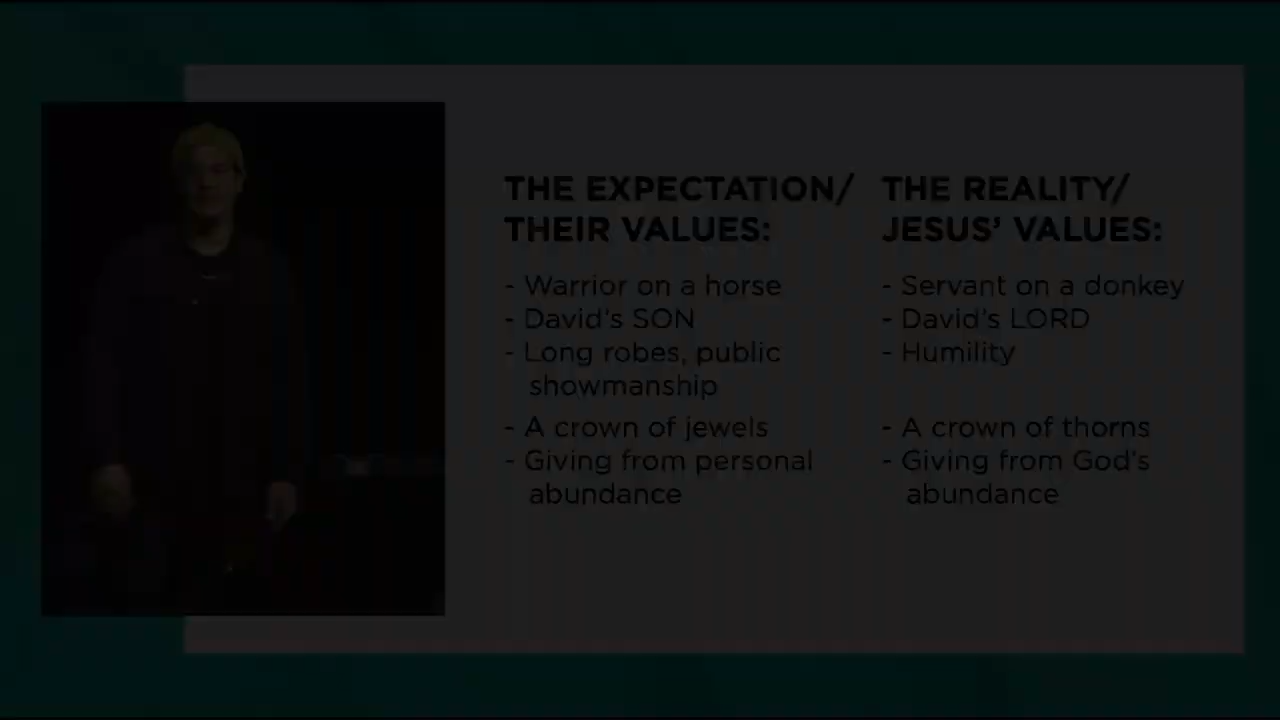 THE EXPECTATION/
THEIR VALUES:
- Warrior on a horse
- David's SON
- Long robes, public
showmanship
- A crown of jewels
- Giving from personal
abundance
THE REALITY/
JESUS' VALUES:
- Servant on a donkey
- David's LORD
- Humility
- A crown of thorns
- Giving from God's
abundance